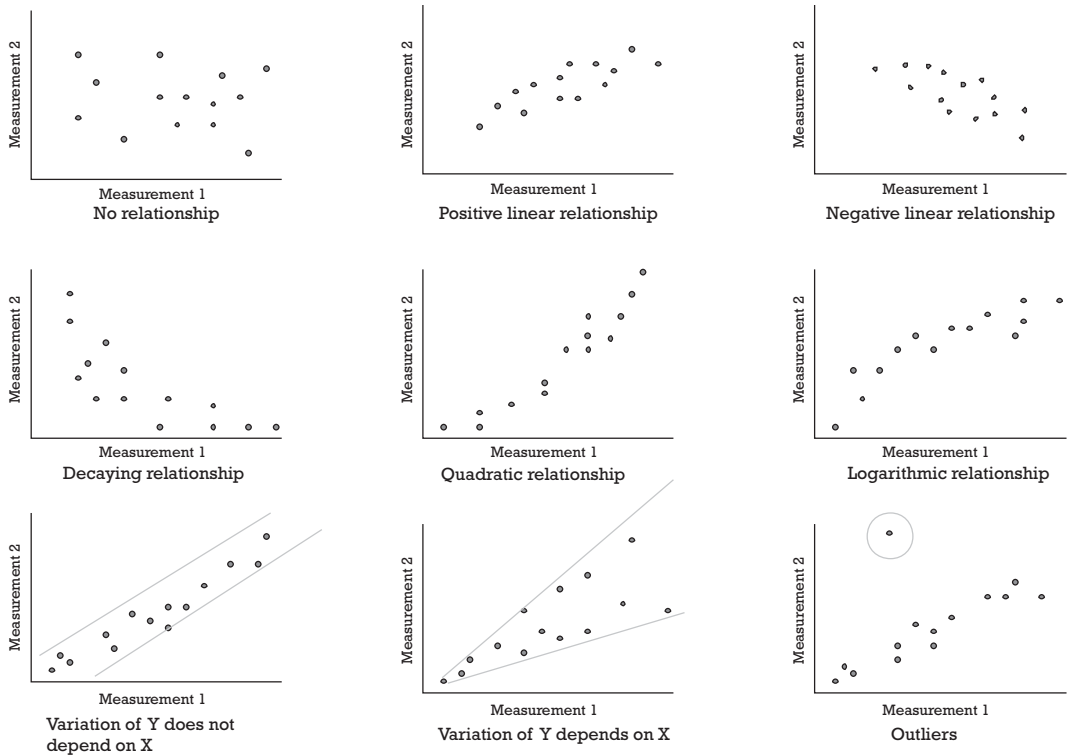 Measurement 2
Measurement 1
No relationship
Measurement 2
Measurement 1
Positive linear relationship
Measurement 2
Measurement 1
Negative linear relationship
Measurement 2
Measurement 1
Decaying relationship
Measurement 2
Measurement 1
Quadratic relationship
Measurement 2
Measurement 1
Logarithmic relationship
Measurement 2
Measurement 1
Variation of Y does not
depend on X
Measurement 2
Measurement 1
Variation of Y depends on X
Measurement 2
Measurement 1
Outliers